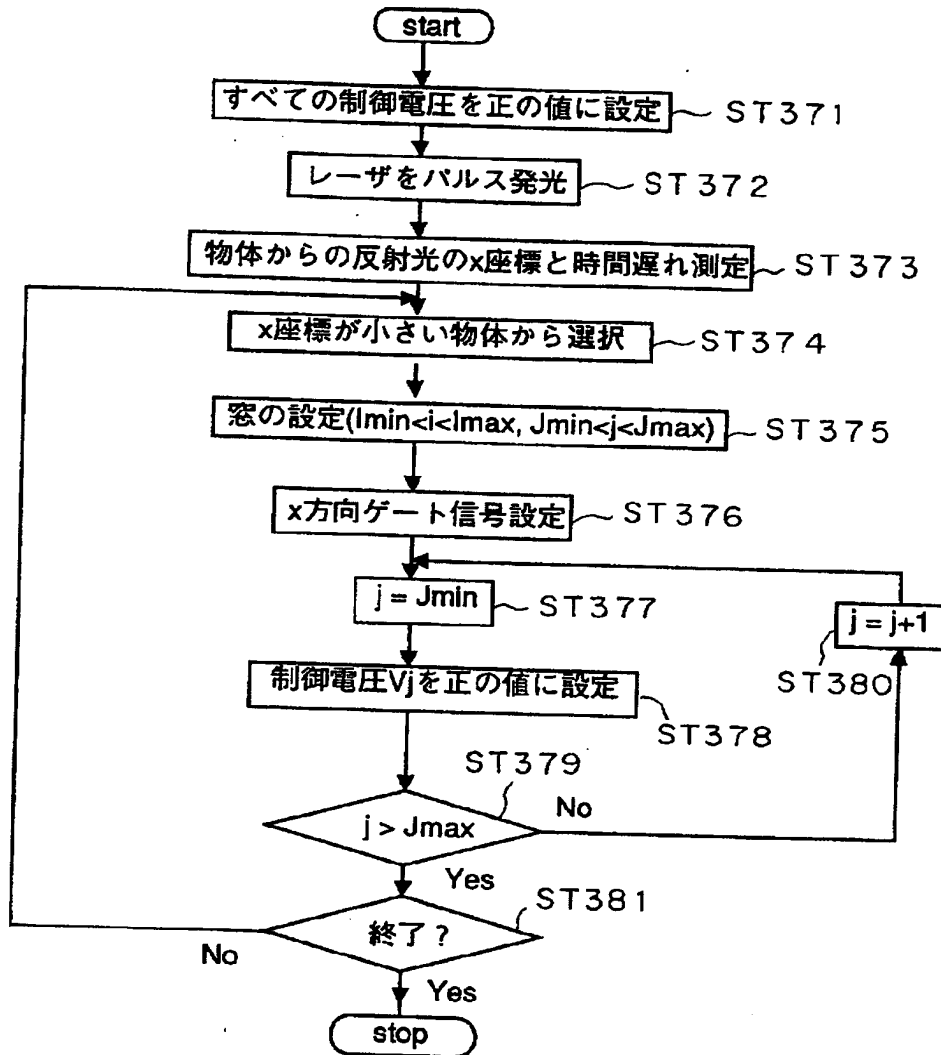 start
すべての制御電圧を正の値に設定
ST371
レーザをパルス発光
ST372
物体からの反射光のx座標と時間遅れ測定
ST373
x座標が小さい物体から選択
ST374
窓の設定(Imin<i<Imax, Jmin<j<Jmax)
ST375
x方向ゲート信号設定
ST376
j = Jmin
ST377
j = j+1
ST380
制御電圧Vjを正の値に設定
ST378
ST379
j > Jmax
No
Yes
ST381
終了？
No
Yes
stop